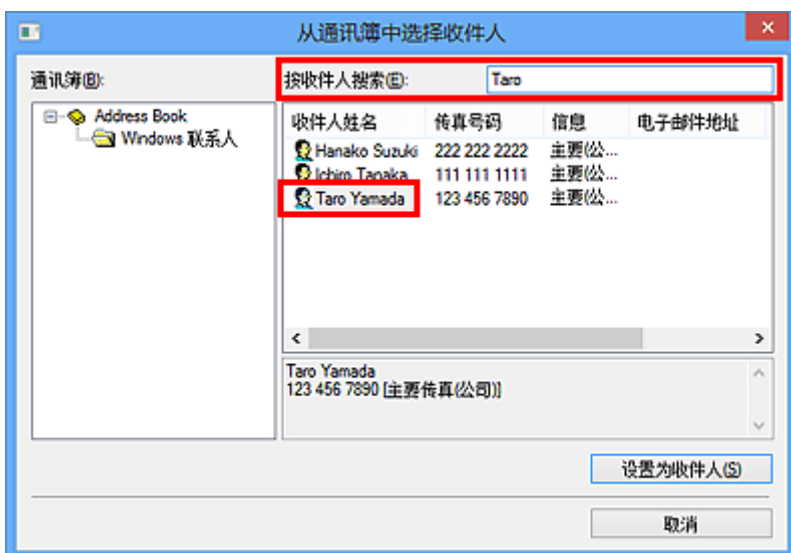 从通讯簿中选择收件人
通讯簿(B):
按收件人搜索(E): Taro
Address Book
Windows 联系人
收件人姓名 传真号码 信息 电子邮件地址
Hanako Suzuki 222 222 2222 主要(公...
Ichiro Tanaka 111 111 1111 主要(公...
Taro Yamada 123 456 7890 主要(公...
Taro Yamada
123 456 7890 [主要传真(公司)]
设置为收件人(S)
取消